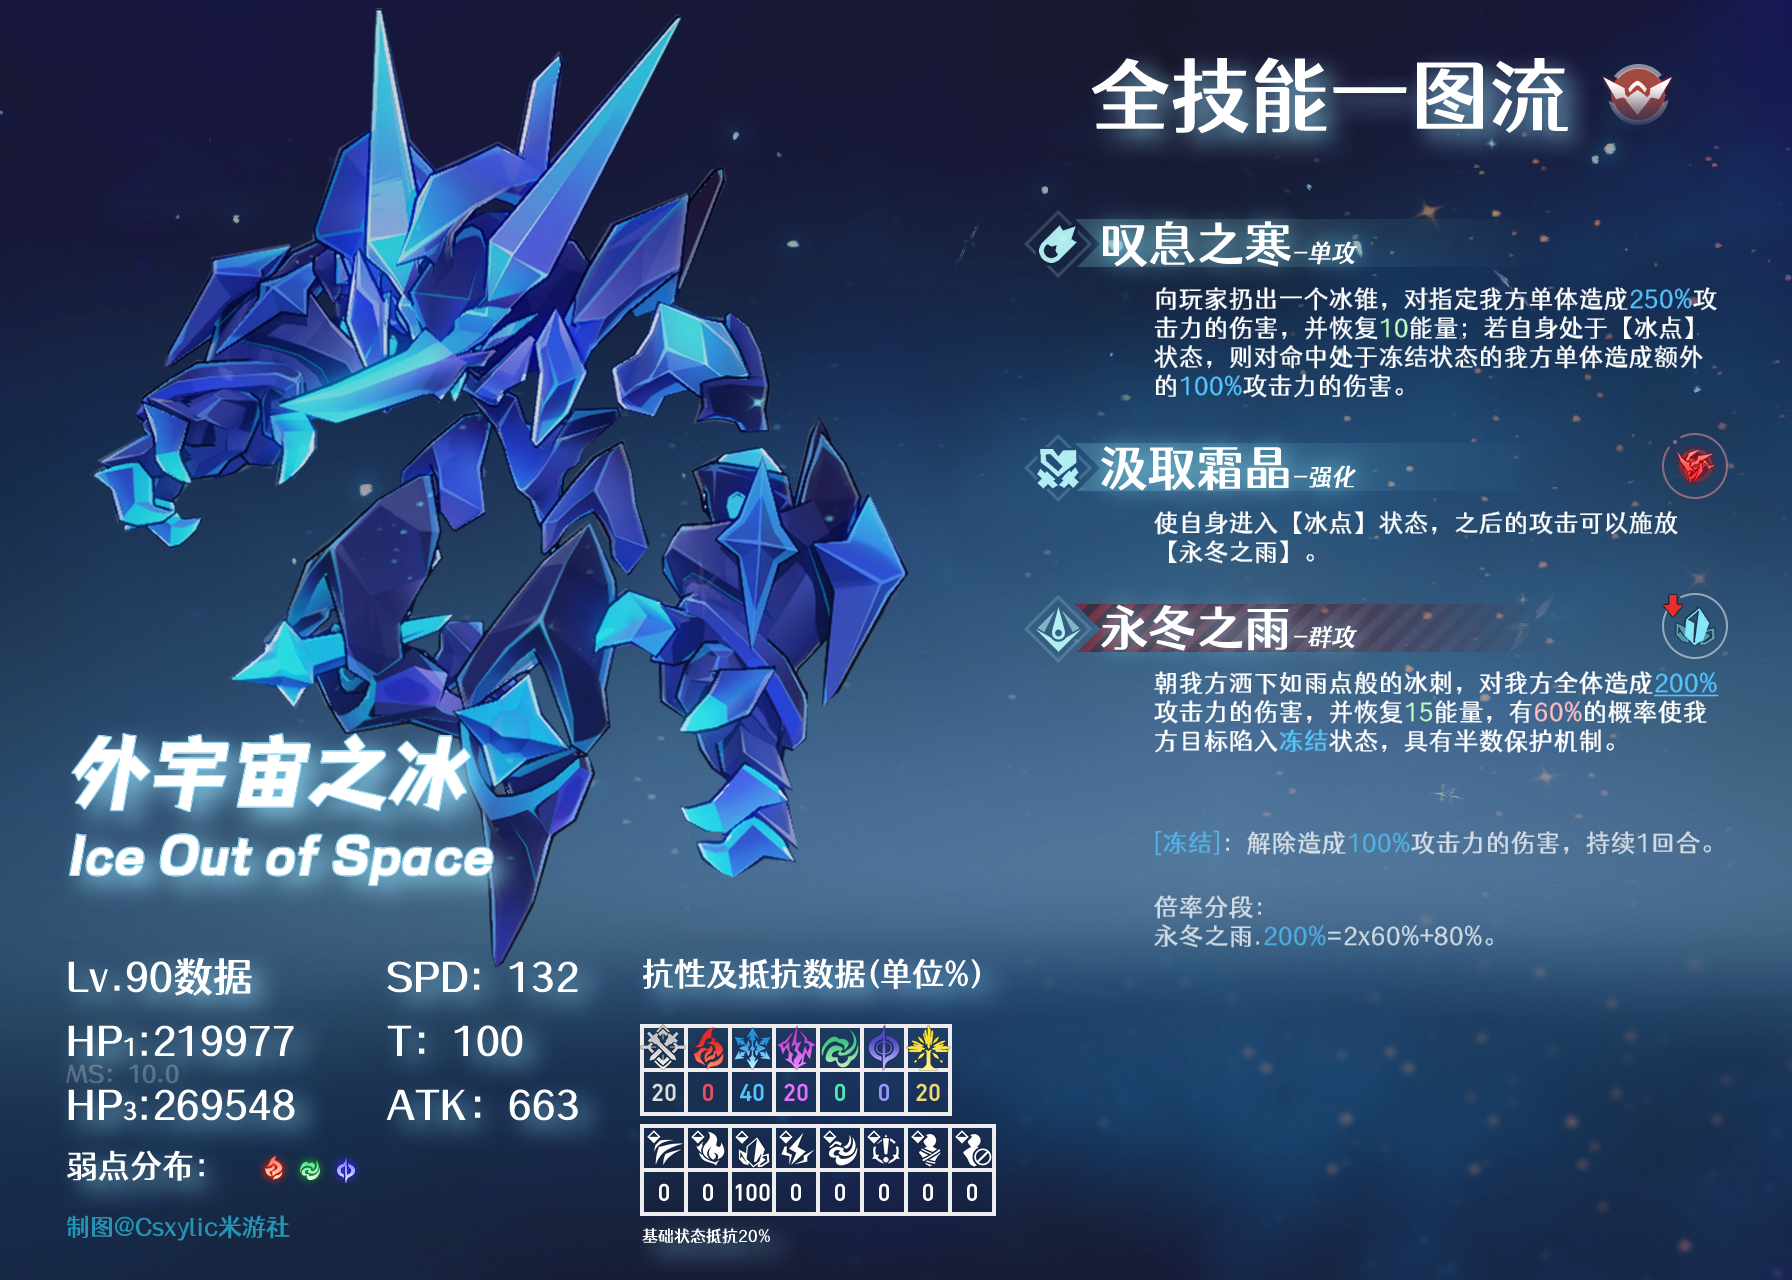 全技能一图流
叹息之寒-单攻
向玩家扔出一个冰锥，对指定我方单体造成250%攻
击力的伤害，并恢复10能量；若自身处于【冰点】
状态，则对命中处于冻结状态的我方单体造成额外
的100%攻击力的伤害。
汲取霜晶-强化
使自身进入【冰点】状态，之后的攻击可以施放
【永冬之雨】。
永冬之雨-群攻
朝我方洒下如雨点般的冰刺，对我方全体造成200%
攻击力的伤害，并恢复15能量，有60%的概率使我
方目标陷入冻结状态，具有半数保护机制。
[冻结]：解除造成100%攻击力的伤害，持续1回合。
倍率分段：
永冬之雨.200%=2x60%+80%。
外宇宙之冰
Ice Out of Space
Lv.90数据 SPD：132
HP1:219977 T：100
MS：10.0
HP3:269548 ATK：663
弱点分布：
制图@Csxylic米游社
抗性及抵抗数据(单位%)
20 0 40 20 0 0 20
0 0 100 0 0 0 0 0
基础状态抵抗20%